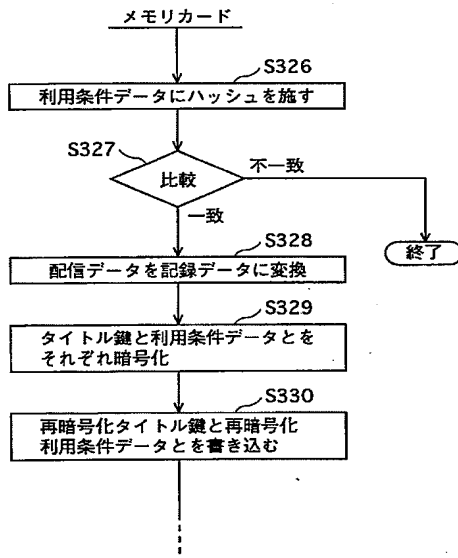 メモリカード
S326
利用条件データにハッシュを施す
S327
比較
不一致
一致
終了
S328
配信データを記録データに変換
S329
タイトル鍵と利用条件データとを
それぞれ暗号化
S330
再暗号化タイトル鍵と再暗号化
利用条件データとを書き込む